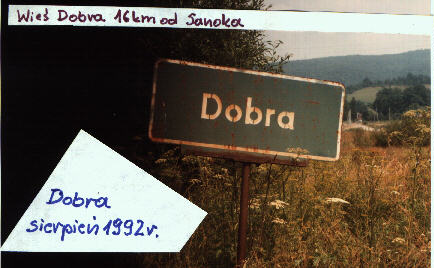 Wieś Dobra 16km od Sanoka
Dobra
Dobra
sierpień 1992r.